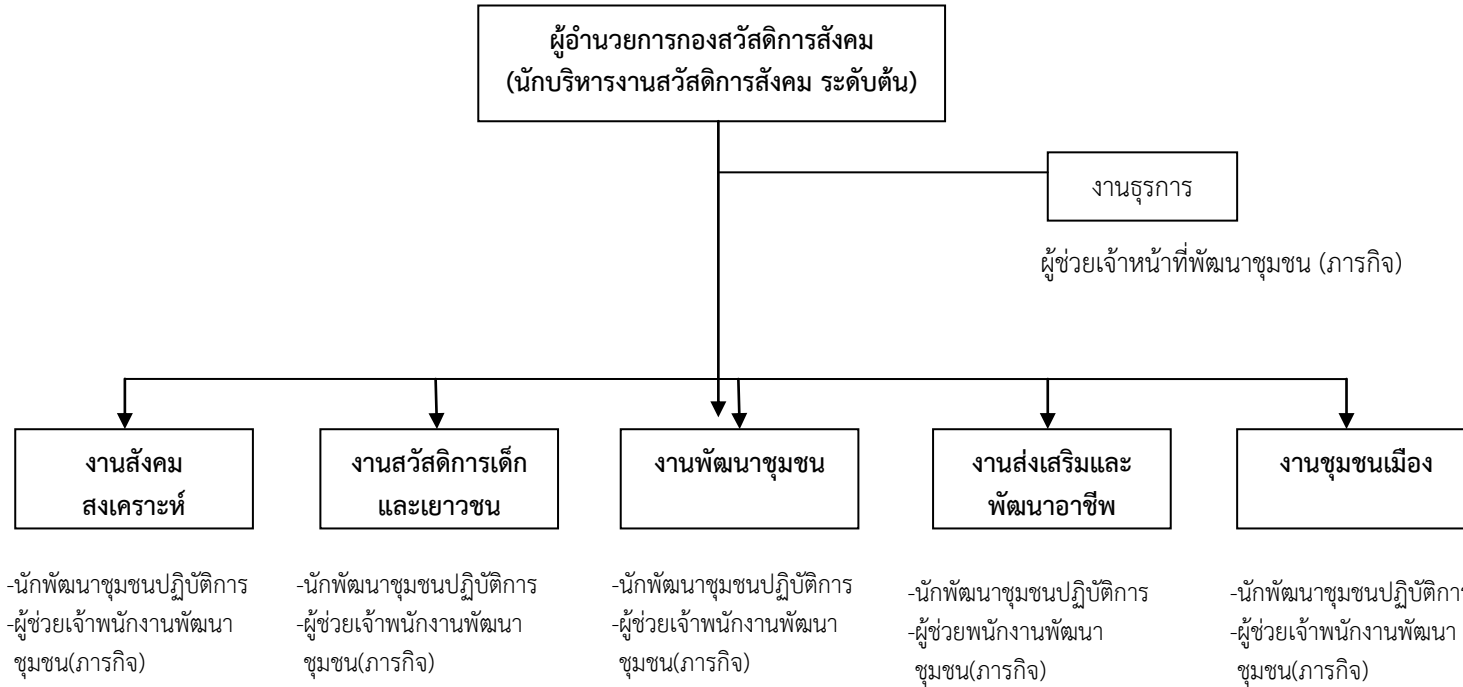 ผู้อำนวยการกองสวัสดิการสังคม
(นักบริหารงานสวัสดิการสังคม ระดับต้น)
งานธุรการ
ผู้ช่วยเจ้าหน้าที่พัฒนาชุมชน (ภารกิจ)
งานสังคม
สงเคราะห์
-นักพัฒนาชุมชนปฏิบัติการ
-ผู้ช่วยเจ้าพนักงานพัฒนา
ชุมชน(ภารกิจ)
งานสวัสดิการเด็ก
และเยาวชน
-นักพัฒนาชุมชนปฏิบัติการ
-ผู้ช่วยเจ้าพนักงานพัฒนา
ชุมชน(ภารกิจ)
งานพัฒนาชุมชน
-นักพัฒนาชุมชนปฏิบัติการ
-ผู้ช่วยเจ้าพนักงานพัฒนา
ชุมชน(ภารกิจ)
งานส่งเสริมและ
พัฒนาอาชีพ
-นักพัฒนาชุมชนปฏิบัติการ
-ผู้ช่วยพนักงานพัฒนา
ชุมชน(ภารกิจ)
งานชุมชนเมือง
-นักพัฒนาชุมชนปฏิบัติการ
-ผู้ช่วยเจ้าพนักงานพัฒนา
ชุมชน(ภารกิจ)